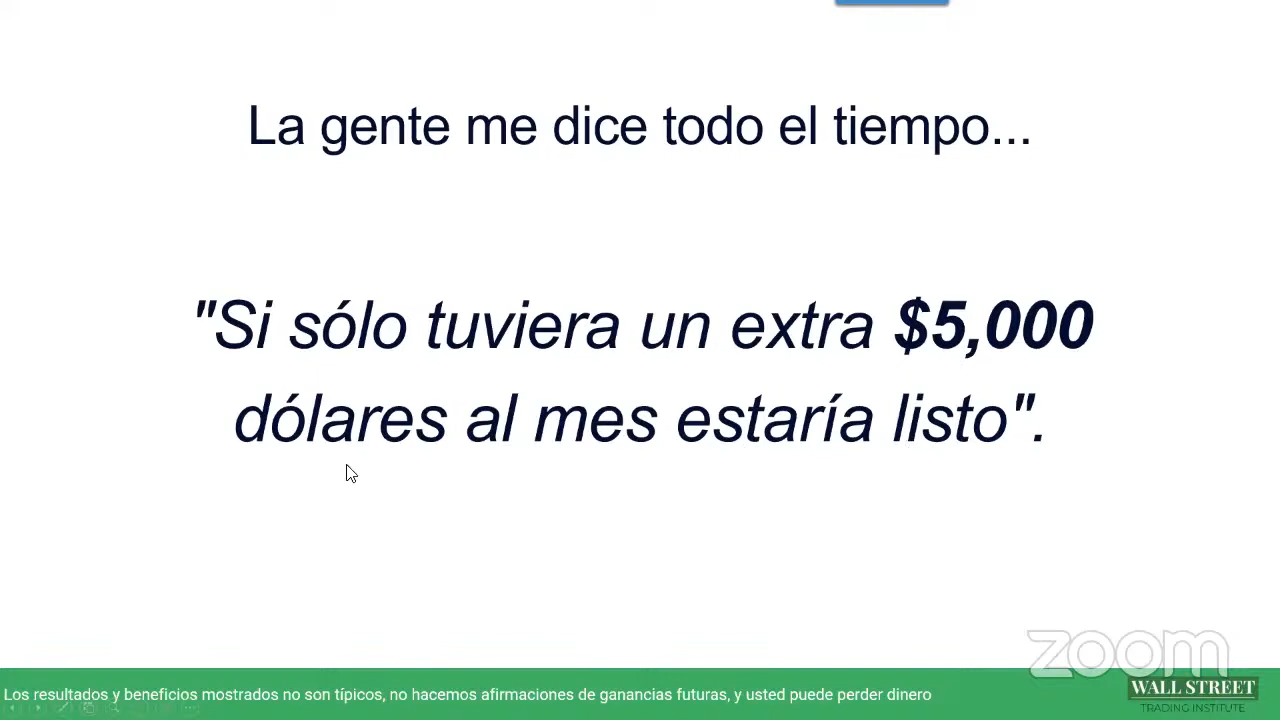 La gente me dice todo el tiempo...
"Si sólo tuviera un extra $5,000
dólares al mes estaría listo".
zoom
Los resultados y beneficios mostrados no son típicos, no hacemos afirmaciones de ganancias futuras, y usted puede perder dinero
WALL STREET
TRADING INSTITUTE